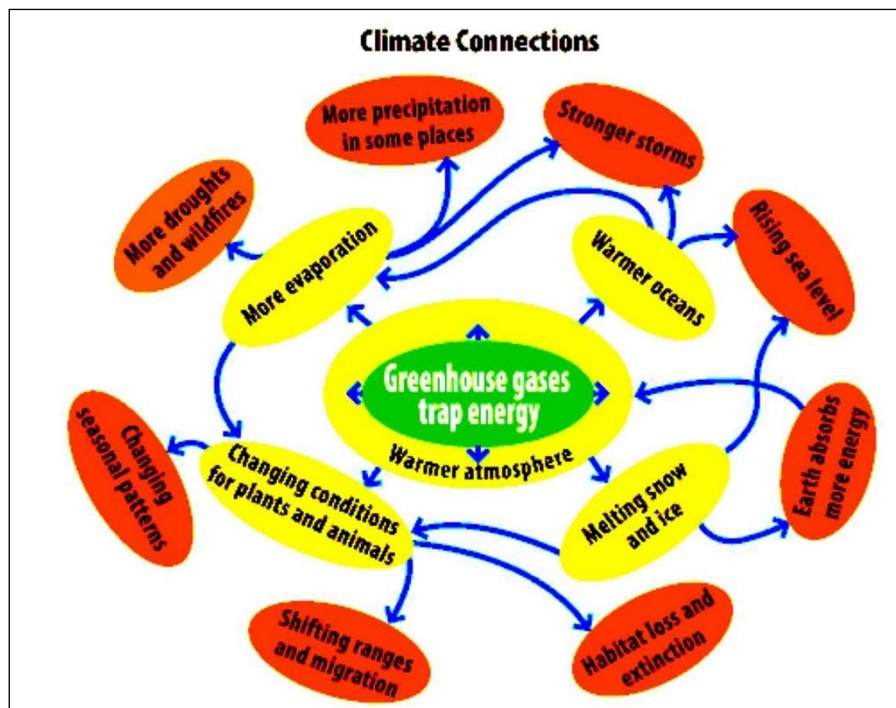 Climate Connections
More precipitation
in some places
Stronger storms
More droughts
and wildfires
More evaporation
Warmer oceans
Rising sea level
Greenhouse gases
trap energy
Warmer atmosphere
Changing
seasonal patterns
Changing conditions
for plants and animals
Melting snow
and ice
Earth absorbs
more energy
Shifting ranges
and migration
Habitat loss and
extinction